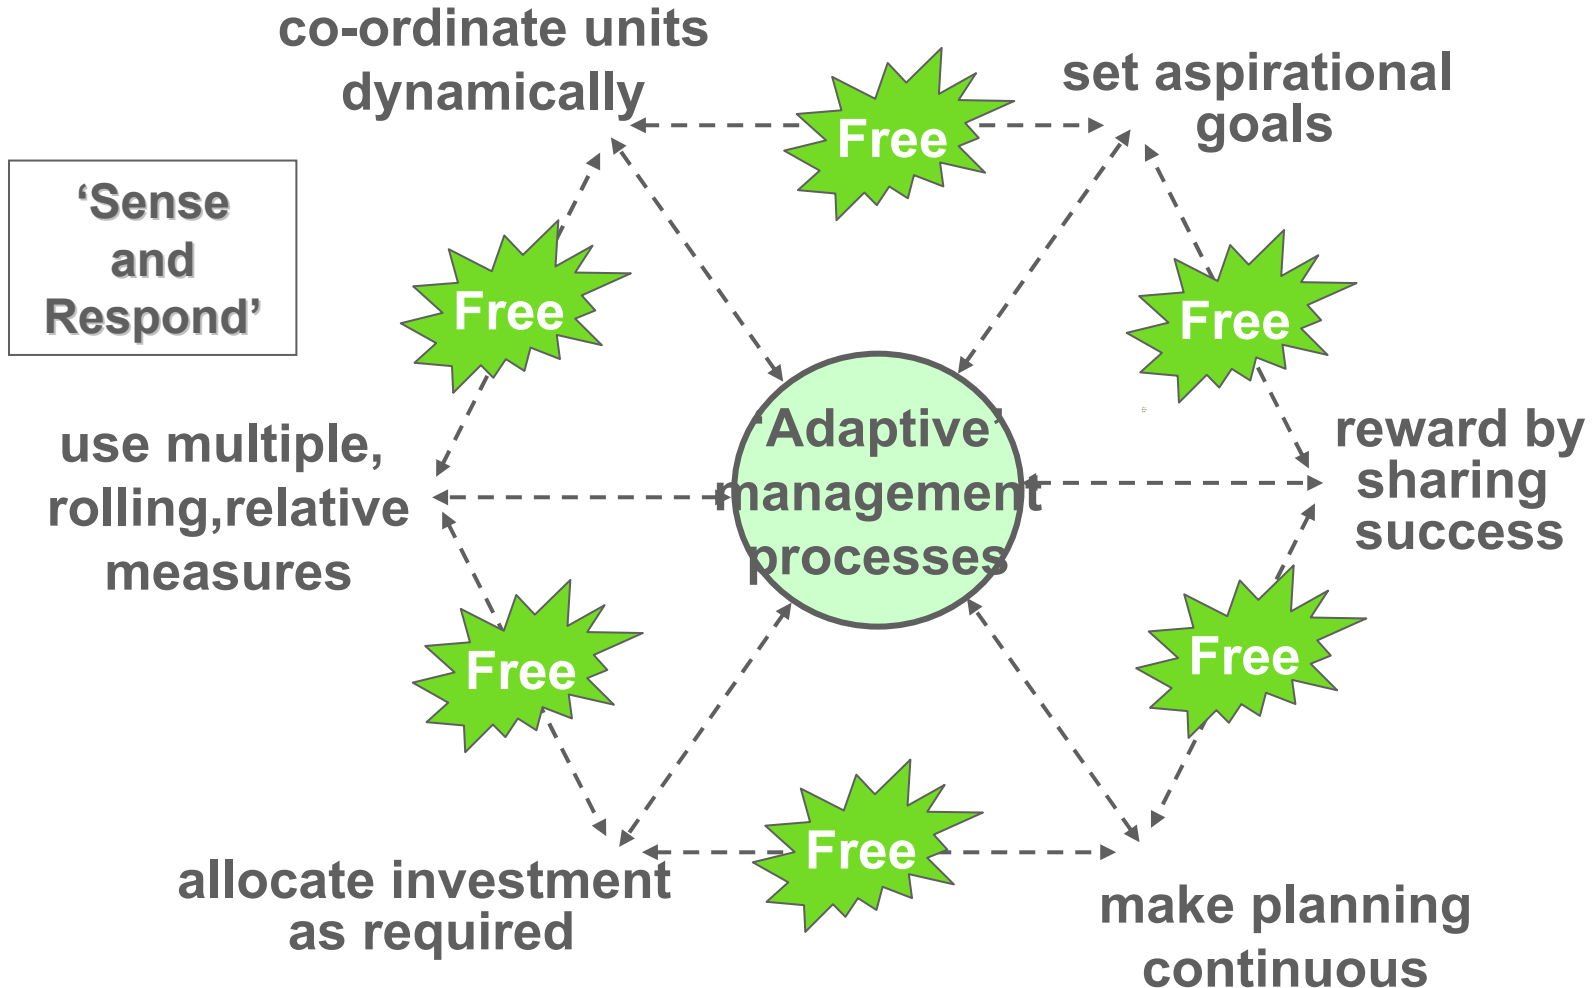 co-ordinate units
dynamically
set aspirational
goals
Free
‘Sense
and
Respond’
Free
Free
‘Adaptive’
management
processes
use multiple,
rolling,relative
measures
reward by
sharing
success
Free
Free
Free
allocate investment
as required
make planning
continuous